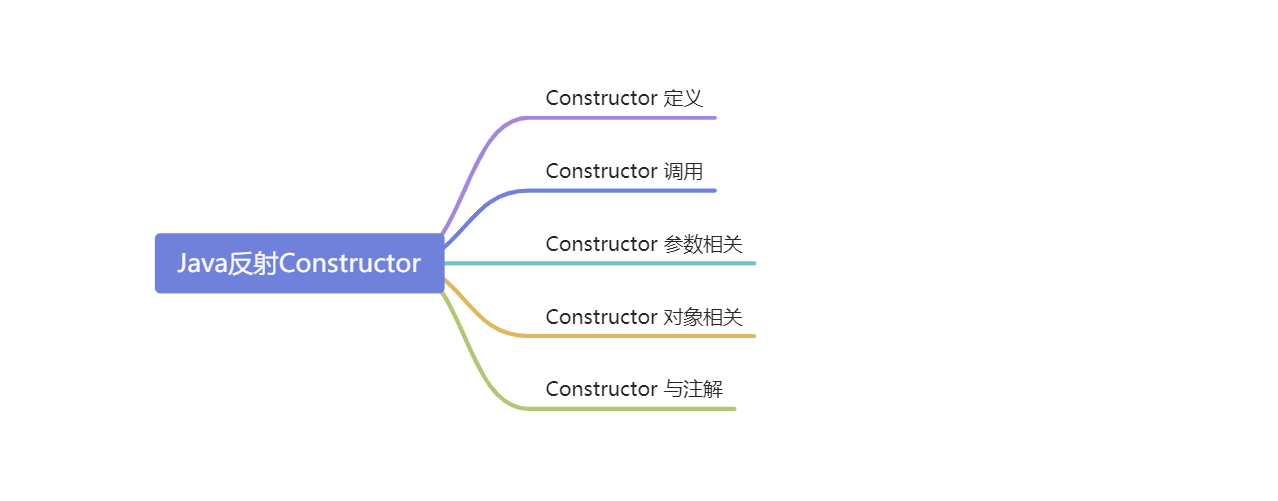 Constructor 定义
Constructor 调用
Constructor 参数相关
Java反射Constructor
Constructor 对象相关
Constructor 与注解